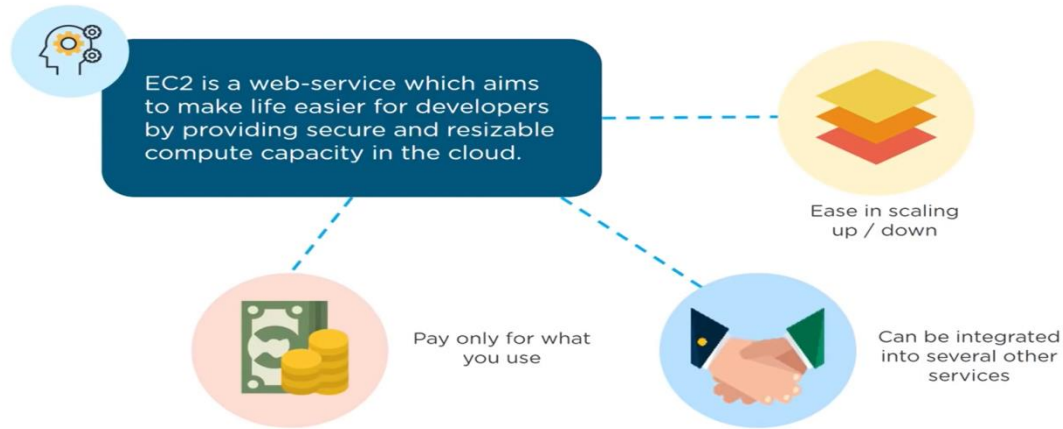 EC2 is a web-service which aims
to make life easier for developers
by providing secure and resizable
compute capacity in the cloud.
Ease in scaling
up / down
Pay only for what
you use
Can be integrated
into several other
services